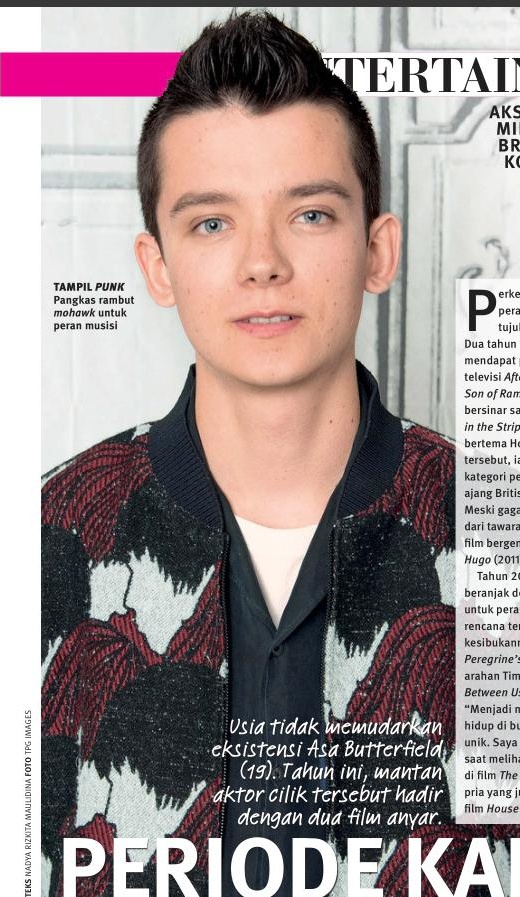 NTERTAIN
AKS
MI
BR
KO
TAMPIL PUNK
Pangkas rambut
mohawk untuk
peran musisi
Perke
pera
tuju
Dua tahun
mendapat p
televisi Afte
Son of Ram
bersinar sa
in the Strip
bertema Ho
tersebut, ia
kategori pe
ajang Britis
Meski gaga
dari tawara
film bergen
Hugo (2011
Tahun 20
beranjak de
untuk pera
rencana ter
kesibukann
Peregrine's
arahan Tim
Between Us
“Menjadi m
hidup di bu
unik. Saya
saat meliha
di film The
pria yang ju
film House
Usia tidak memudarkan
eksistensi Asa Butterfield
(19). Tahun ini, mantan
aktor cilik tersebut hadir
dengan dua film anyar.
TEKS NADYA RIZKITA MAULIDINA FOTO TPG IMAGES
PERIODE KA